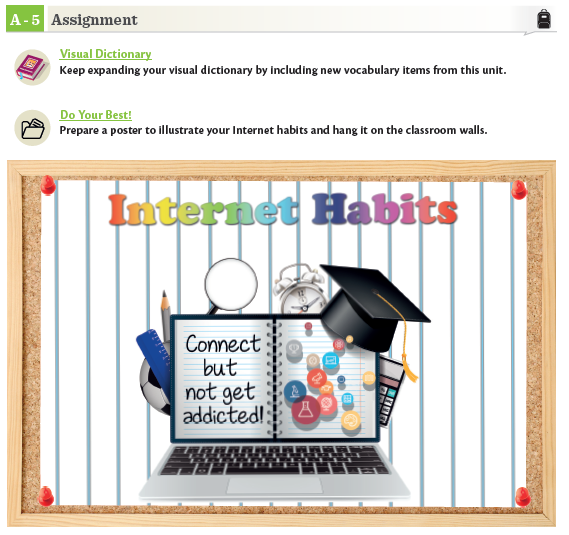 A - 5 Assignment
Visual Dictionary
Keep expanding your visual dictionary by including new vocabulary items from this unit.
Do Your Best!
Prepare a poster to illustrate your Internet habits and hang it on the classroom walls.
Internet Habits
Connect
but
not get
addicted!